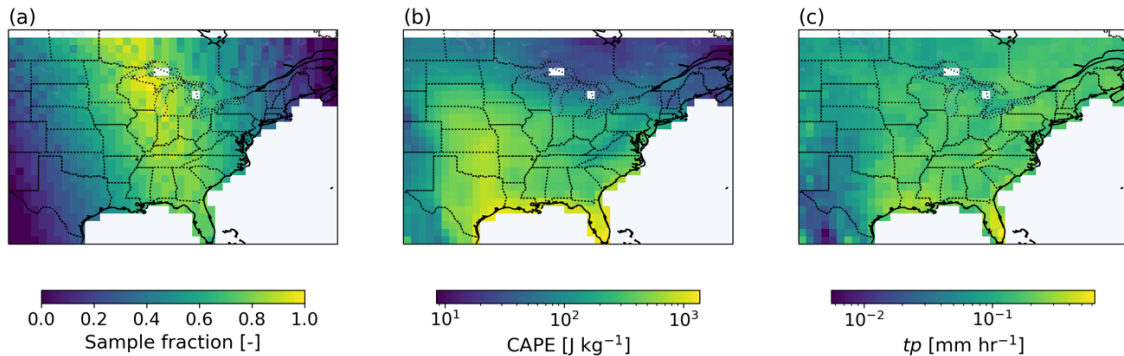 (a) (b) (c)
0.0 0.2 0.4 0.6 0.8 1.0 10¹ 10² 10³ 10⁻² 10⁻¹
Sample fraction [-] CAPE [J kg⁻¹] tp [mm hr⁻¹]